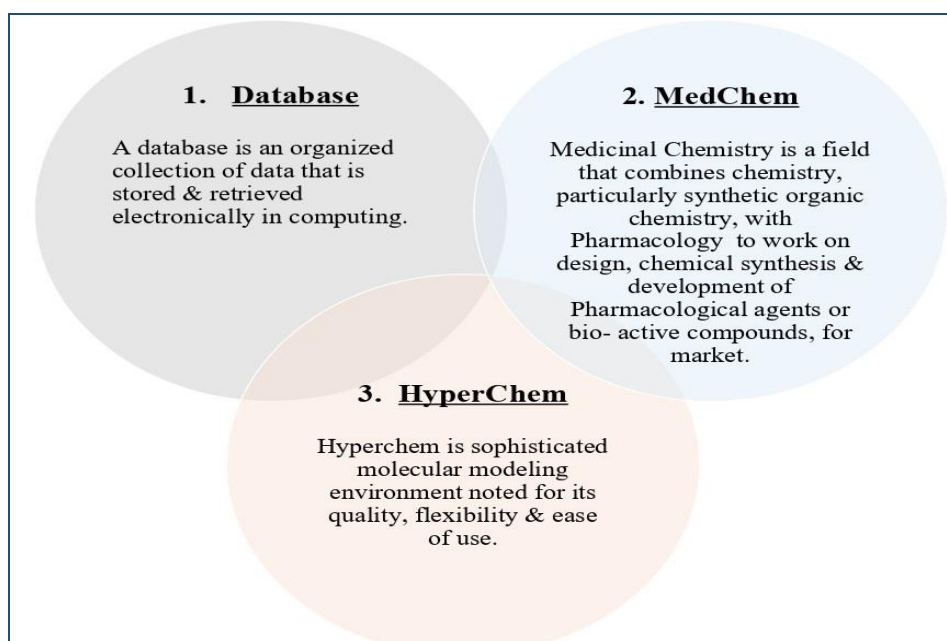 1. Database
A database is an organized
collection of data that is
stored & retrieved
electronically in computing.
2. MedChem
Medicinal Chemistry is a field
that combines chemistry,
particularly synthetic organic
chemistry, with
Pharmacology to work on
design, chemical synthesis &
development of
Pharmacological agents or
bio- active compounds, for
market.
3. HyperChem
Hyperchem is sophisticated
molecular modeling
environment noted for its
quality, flexibility & ease
of use.